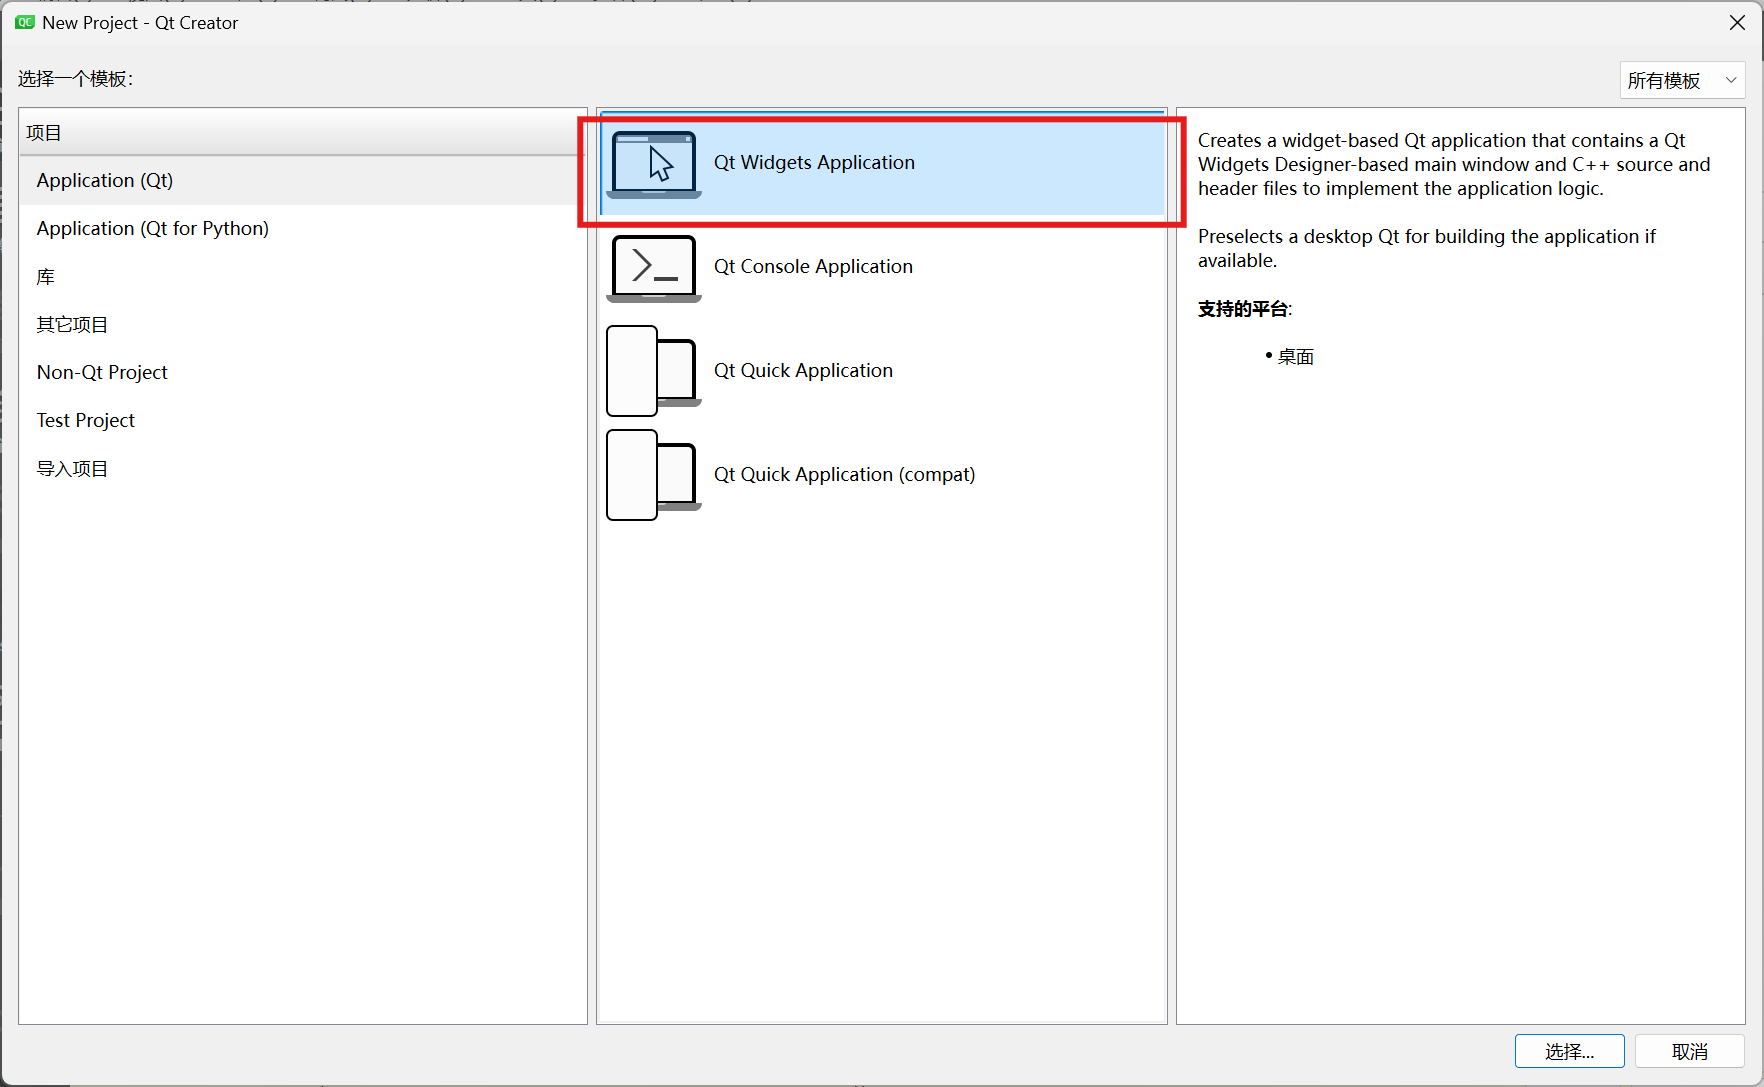 New Project - Qt Creator
选择一个模板：
所有模板
项目
Application (Qt)
Application (Qt for Python)
库
其它项目
Non-Qt Project
Test Project
导入项目
Qt Widgets Application
Qt Console Application
Qt Quick Application
Qt Quick Application (compat)
Creates a widget-based Qt application that contains a Qt
Widgets Designer-based main window and C++ source and
header files to implement the application logic.
Preselects a desktop Qt for building the application if
available.
支持的平台:
• 桌面
选择...
取消